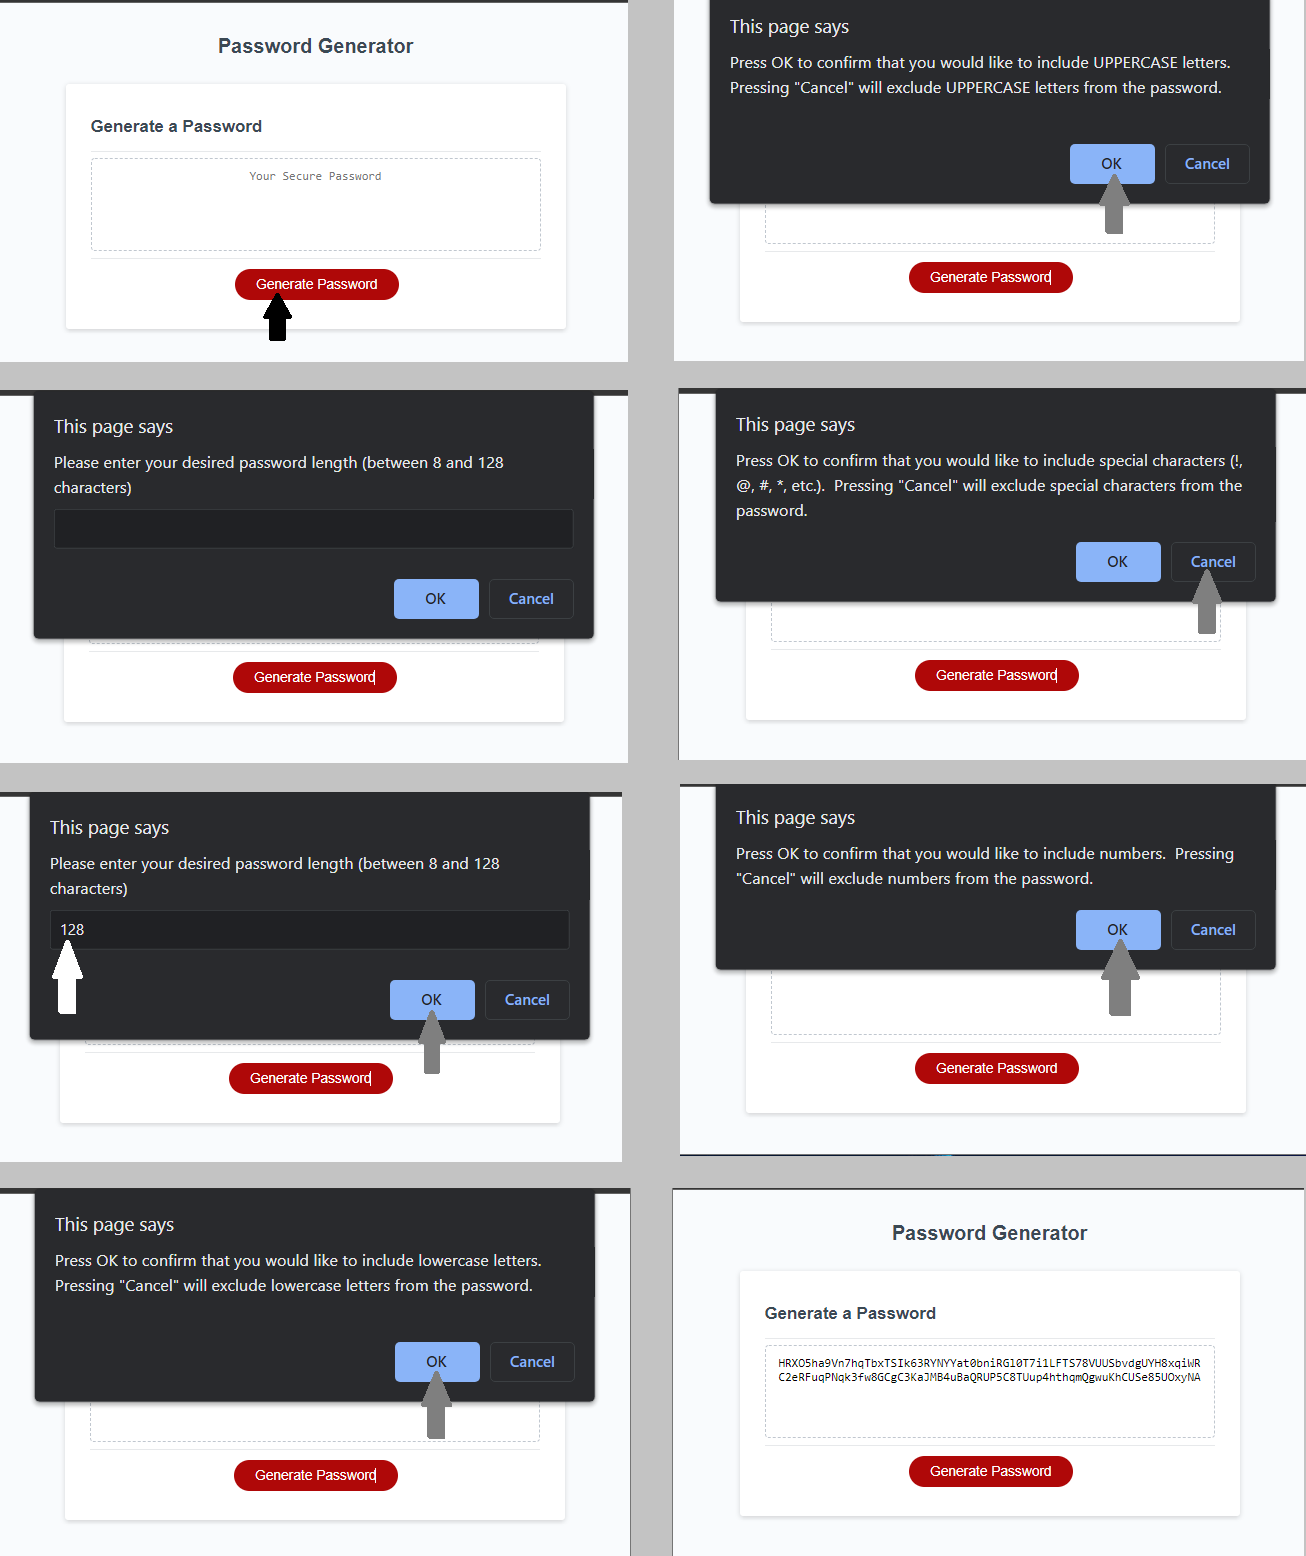 Password Generator
Generate a Password
Your Secure Password
Generate Password
This page says
Please enter your desired password length (between 8 and 128
characters)
OK
Cancel
Generate Password
This page says
Please enter your desired password length (between 8 and 128
characters)
128
OK
Cancel
Generate Password
This page says
Press OK to confirm that you would like to include lowercase letters.
Pressing "Cancel" will exclude lowercase letters from the password.
OK
Cancel
Generate Password
This page says
Press OK to confirm that you would like to include UPPERCASE letters.
Pressing "Cancel" will exclude UPPERCASE letters from the password.
OK
Cancel
Generate Password
This page says
Press OK to confirm that you would like to include special characters (!,
@, #, *, etc.).  Pressing "Cancel" will exclude special characters from the
password.
OK
Cancel
Generate Password
This page says
Press OK to confirm that you would like to include numbers.  Pressing
"Cancel" will exclude numbers from the password.
OK
Cancel
Generate Password
Password Generator
Generate a Password
HRXO5ha9Vn7hqTbxTSIk63RYNYYat0bniRGl0T7i1LFTS78VUUSbvdgUYH8xqiWR
C2eRFuqPNqk3fw8GCgC3KaJMB4uBaQRUP5C8TUup4hthqmQgwuKhCUSe85UOxyNA
Generate Password